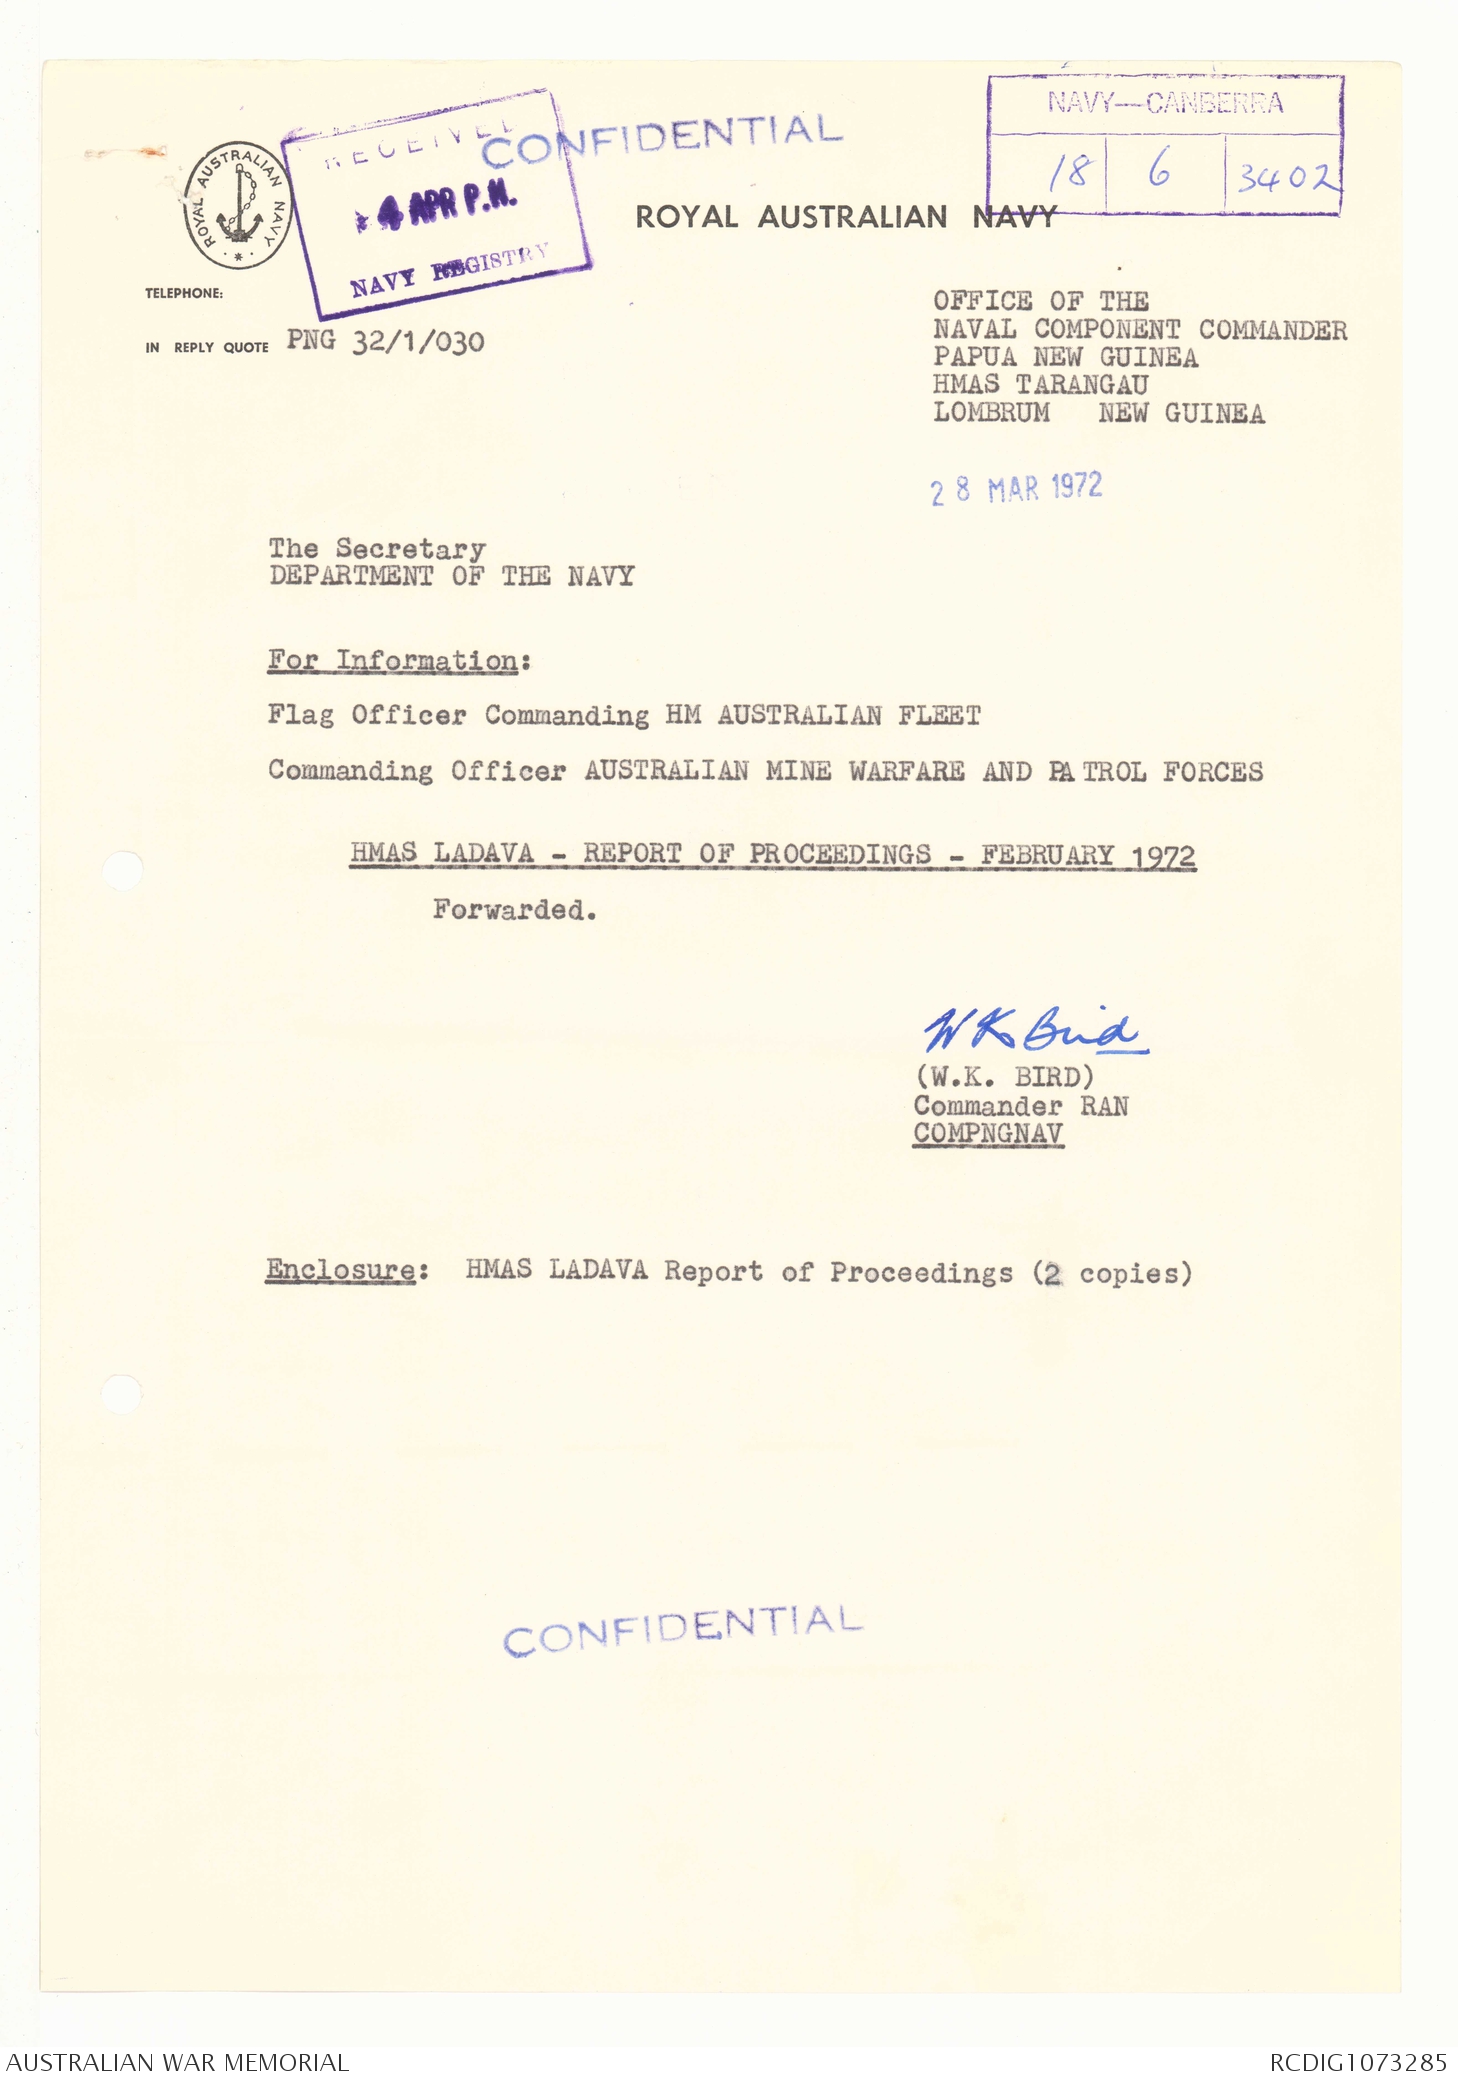 RECEIVED
4 APR P.M.
NAVY REGISTRY
CONFIDENTIAL
NAVY—CANBERRA
18 6 3402
ROYAL AUSTRALIAN NAVY
ROYAL AUSTRALIAN NAVY
TELEPHONE:
IN REPLY QUOTE PNG 32/1/030
OFFICE OF THE
NAVAL COMPONENT COMMANDER
PAPUA NEW GUINEA
HMAS TARANGAU
LOMBRUM NEW GUINEA
28 MAR 1972
The Secretary
DEPARTMENT OF THE NAVY
For Information:
Flag Officer Commanding HM AUSTRALIAN FLEET
Commanding Officer AUSTRALIAN MINE WARFARE AND PATROL FORCES
HMAS LADAVA - REPORT OF PROCEEDINGS - FEBRUARY 1972
Forwarded.
W K Bird
(W.K. BIRD)
Commander RAN
COMPNGNAV
Enclosure: HMAS LADAVA Report of Proceedings (2 copies)
CONFIDENTIAL
AUSTRALIAN WAR MEMORIAL
RCDIG1073285